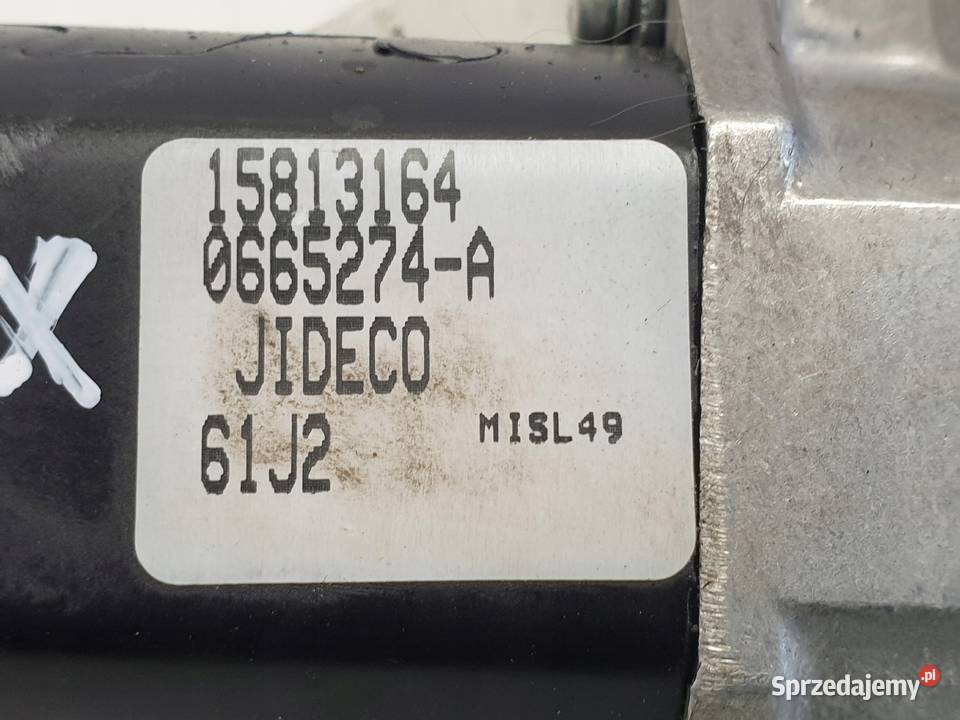 15813164
0665274-A
JIDECO
61J2 MISL49
X
Sprzedajemy.pl